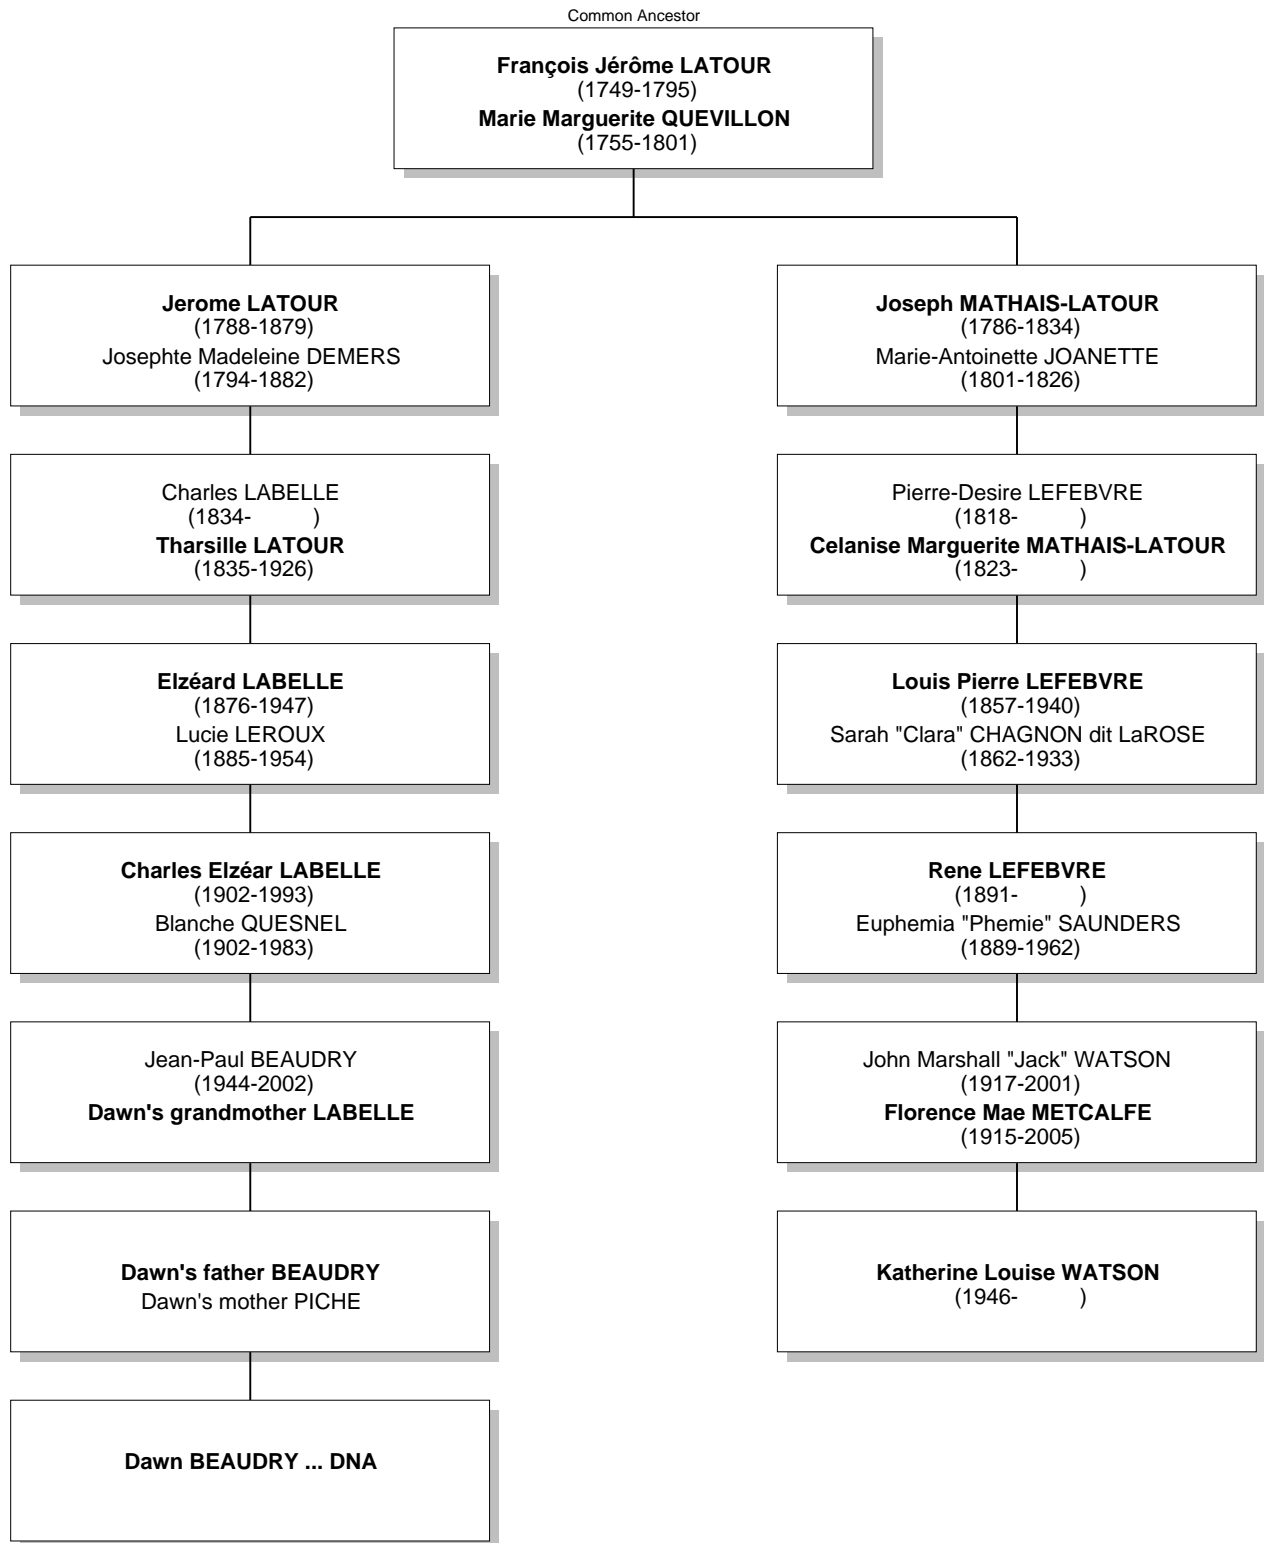 Common Ancestor
François Jérôme LATOUR
(1749-1795)
Marie Marguerite QUEVILLON
(1755-1801)
Jerome LATOUR
(1788-1879)
Josephte Madeleine DEMERS
(1794-1882)
Joseph MATHAIS-LATOUR
(1786-1834)
Marie-Antoinette JOANETTE
(1801-1826)
Charles LABELLE
(1834- )
Tharsille LATOUR
(1835-1926)
Pierre-Desire LEFEBVRE
(1818- )
Celanise Marguerite MATHAIS-LATOUR
(1823- )
Elzéard LABELLE
(1876-1947)
Lucie LEROUX
(1885-1954)
Louis Pierre LEFEBVRE
(1857-1940)
Sarah "Clara" CHAGNON dit LaROSE
(1862-1933)
Charles Elzéar LABELLE
(1902-1993)
Blanche QUESNEL
(1902-1983)
Rene LEFEBVRE
(1891- )
Euphemia "Phemie" SAUNDERS
(1889-1962)
Jean-Paul BEAUDRY
(1944-2002)
Dawn's grandmother LABELLE
John Marshall "Jack" WATSON
(1917-2001)
Florence Mae METCALFE
(1915-2005)
Dawn's father BEAUDRY
Dawn's mother PICHE
Katherine Louise WATSON
(1946- )
Dawn BEAUDRY ... DNA